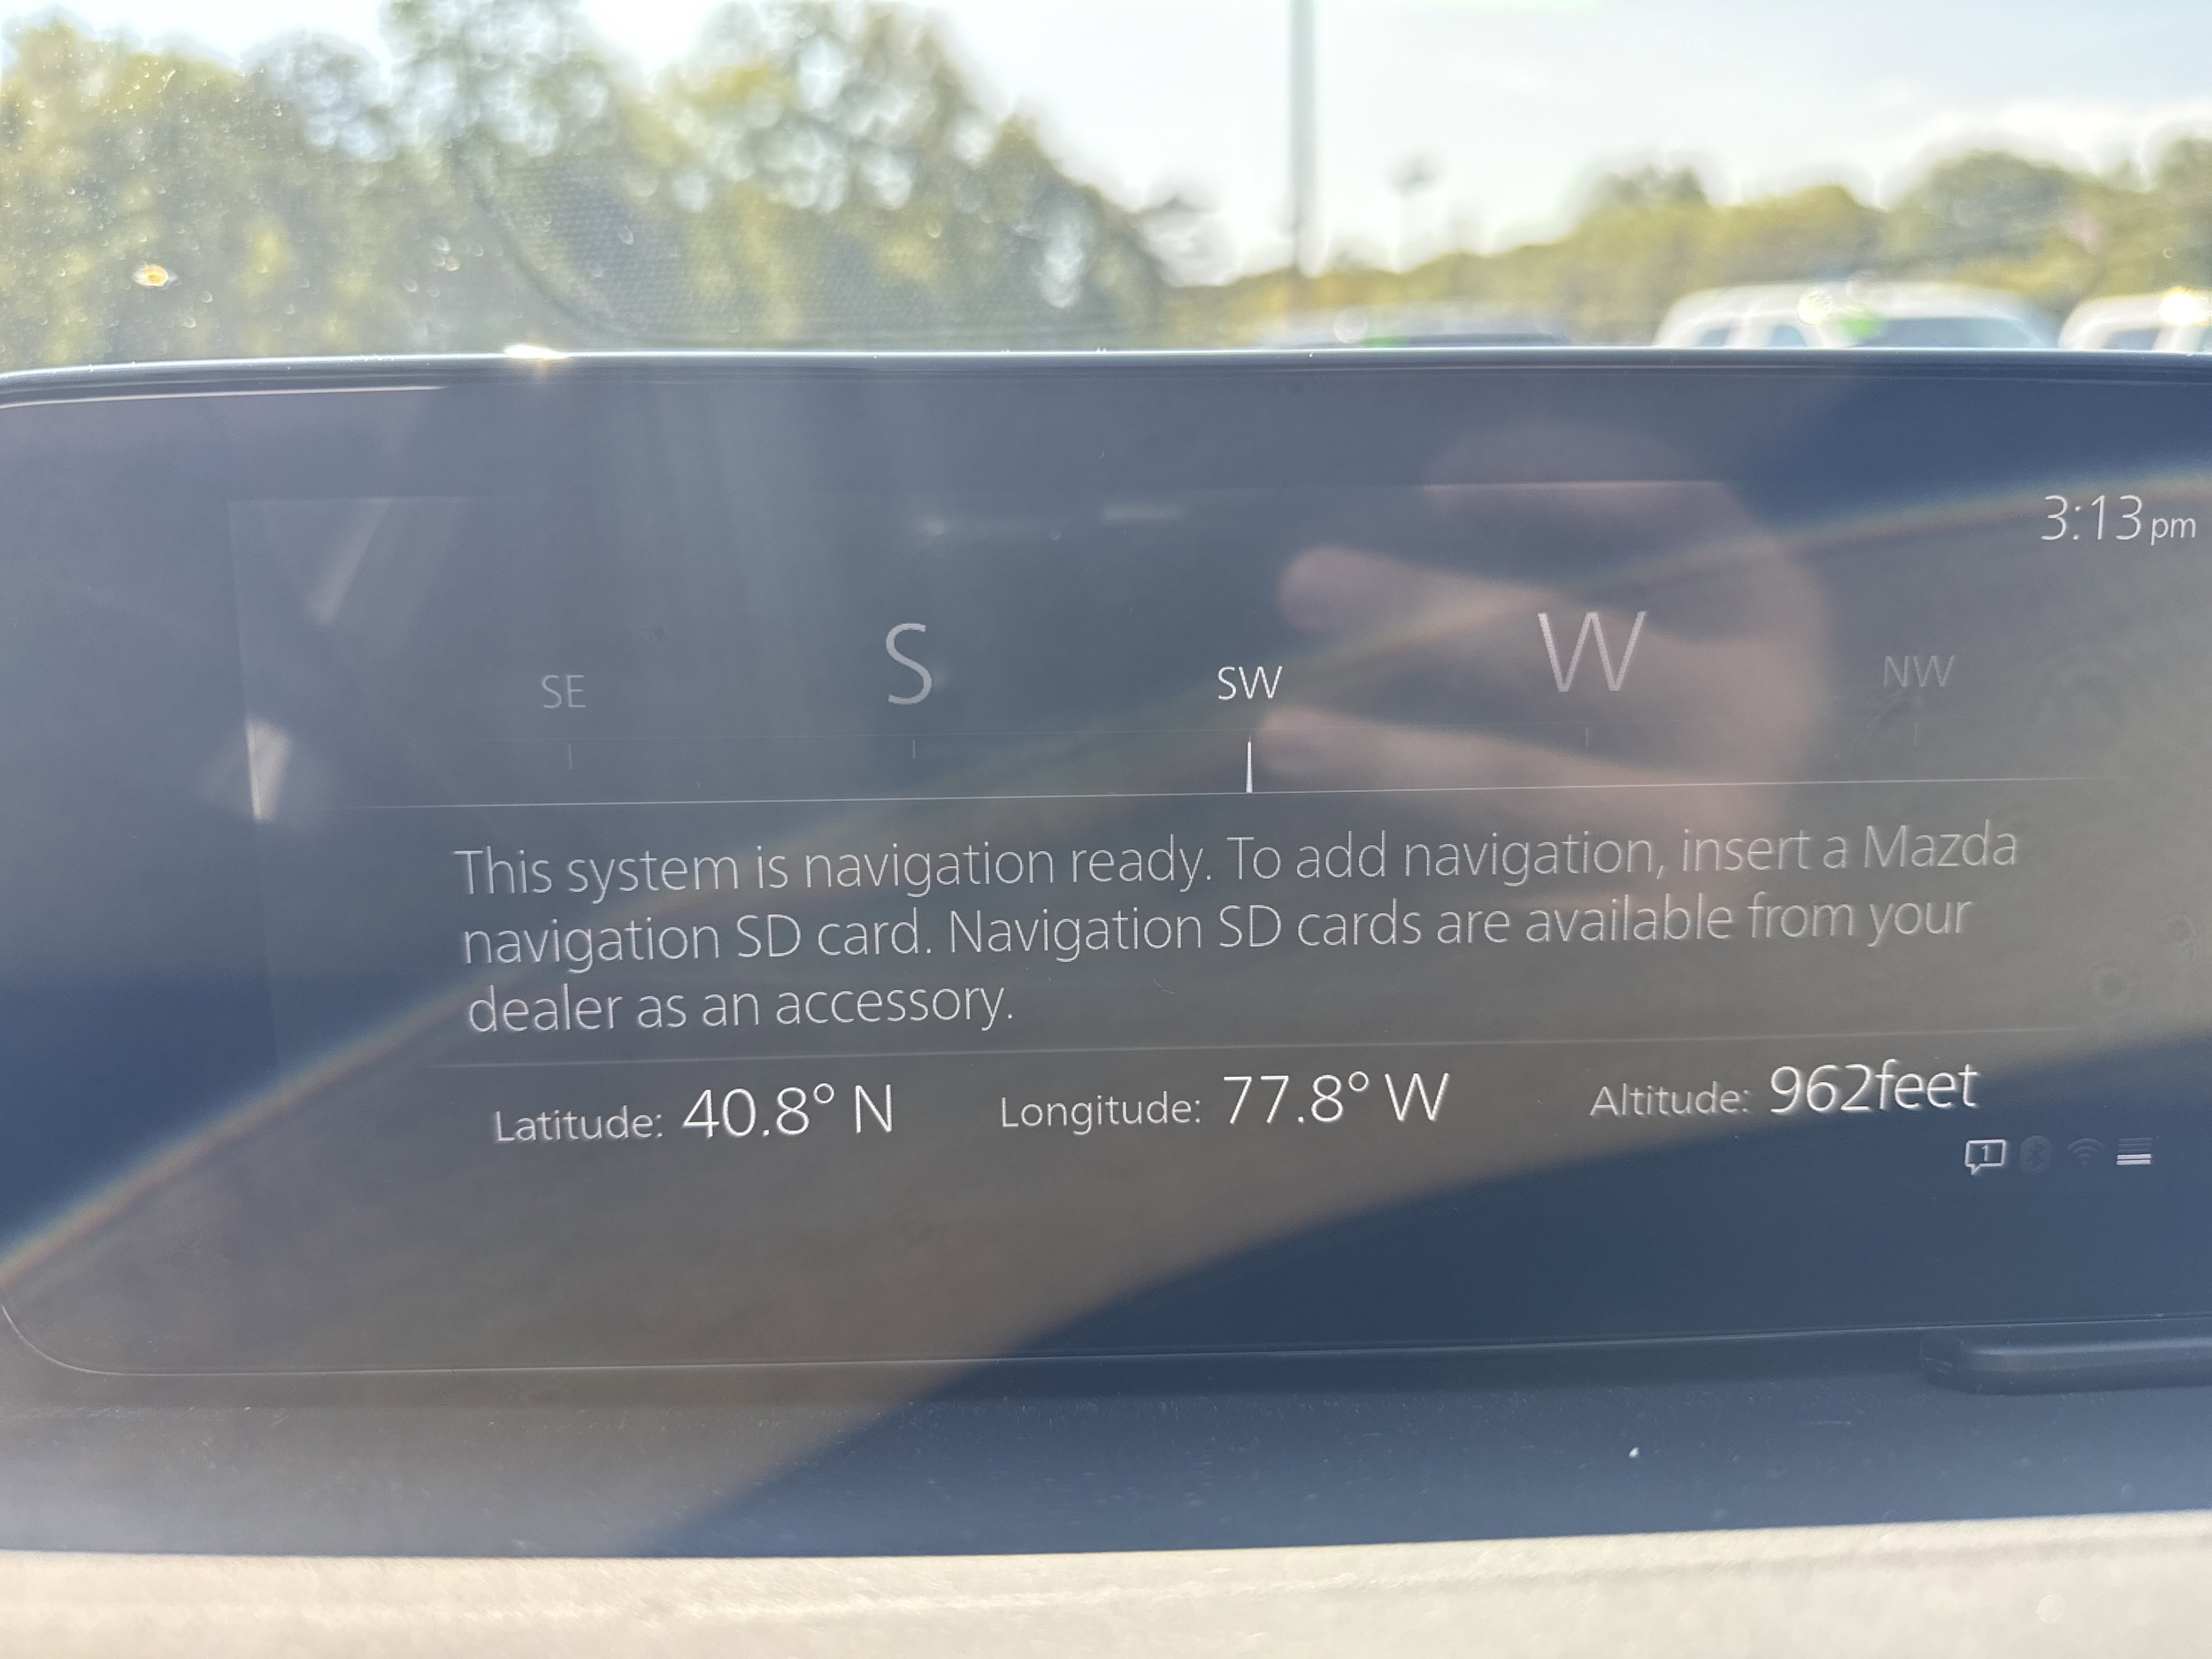 3:13 pm
SE S SW W NW
This system is navigation ready. To add navigation, insert a Mazda
navigation SD card. Navigation SD cards are available from your
dealer as an accessory.
Latitude: 40.8° N Longitude: 77.8° W Altitude: 962feet
1